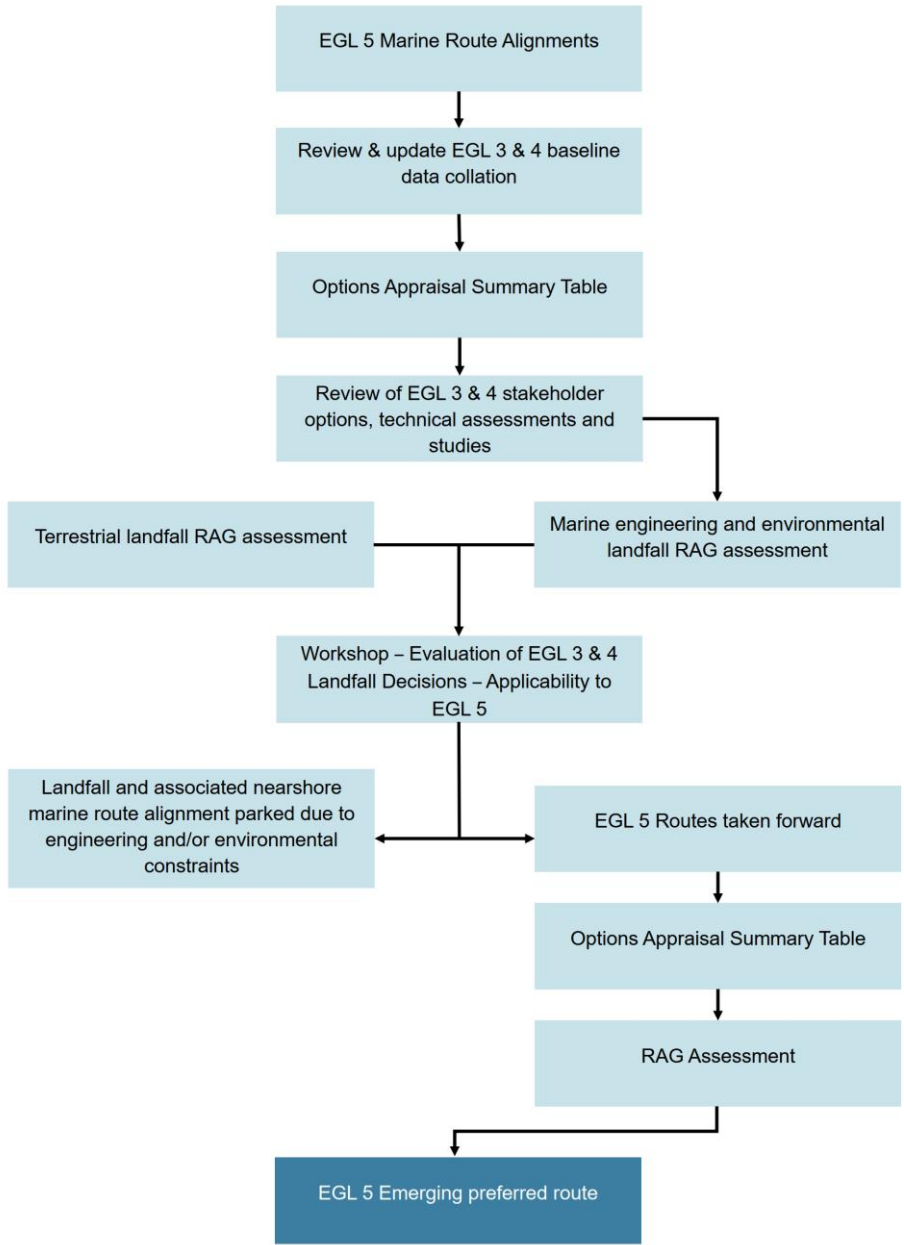 EGL 5 Marine Route Alignments
Review & update EGL 3 & 4 baseline
data collation
Options Appraisal Summary Table
Review of EGL 3 & 4 stakeholder
options, technical assessments and
studies
Terrestrial landfall RAG assessment
Marine engineering and environmental
landfall RAG assessment
Workshop – Evaluation of EGL 3 & 4
Landfall Decisions – Applicability to
EGL 5
Landfall and associated nearshore
marine route alignment parked due to
engineering and/or environmental
constraints
EGL 5 Routes taken forward
Options Appraisal Summary Table
RAG Assessment
EGL 5 Emerging preferred route